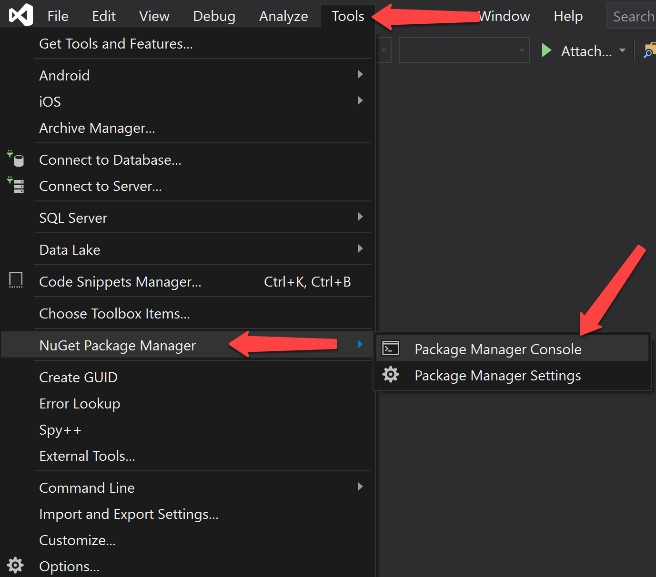 File Edit View Debug Analyze Tools Window Help Search
Get Tools and Features...
Attach...
Android
iOS
Archive Manager...
Connect to Database...
Connect to Server...
SQL Server
Data Lake
Code Snippets Manager... Ctrl+K, Ctrl+B
Choose Toolbox Items...
NuGet Package Manager
Package Manager Console
Package Manager Settings
Create GUID
Error Lookup
Spy++
External Tools...
Command Line
Import and Export Settings...
Customize...
Options...